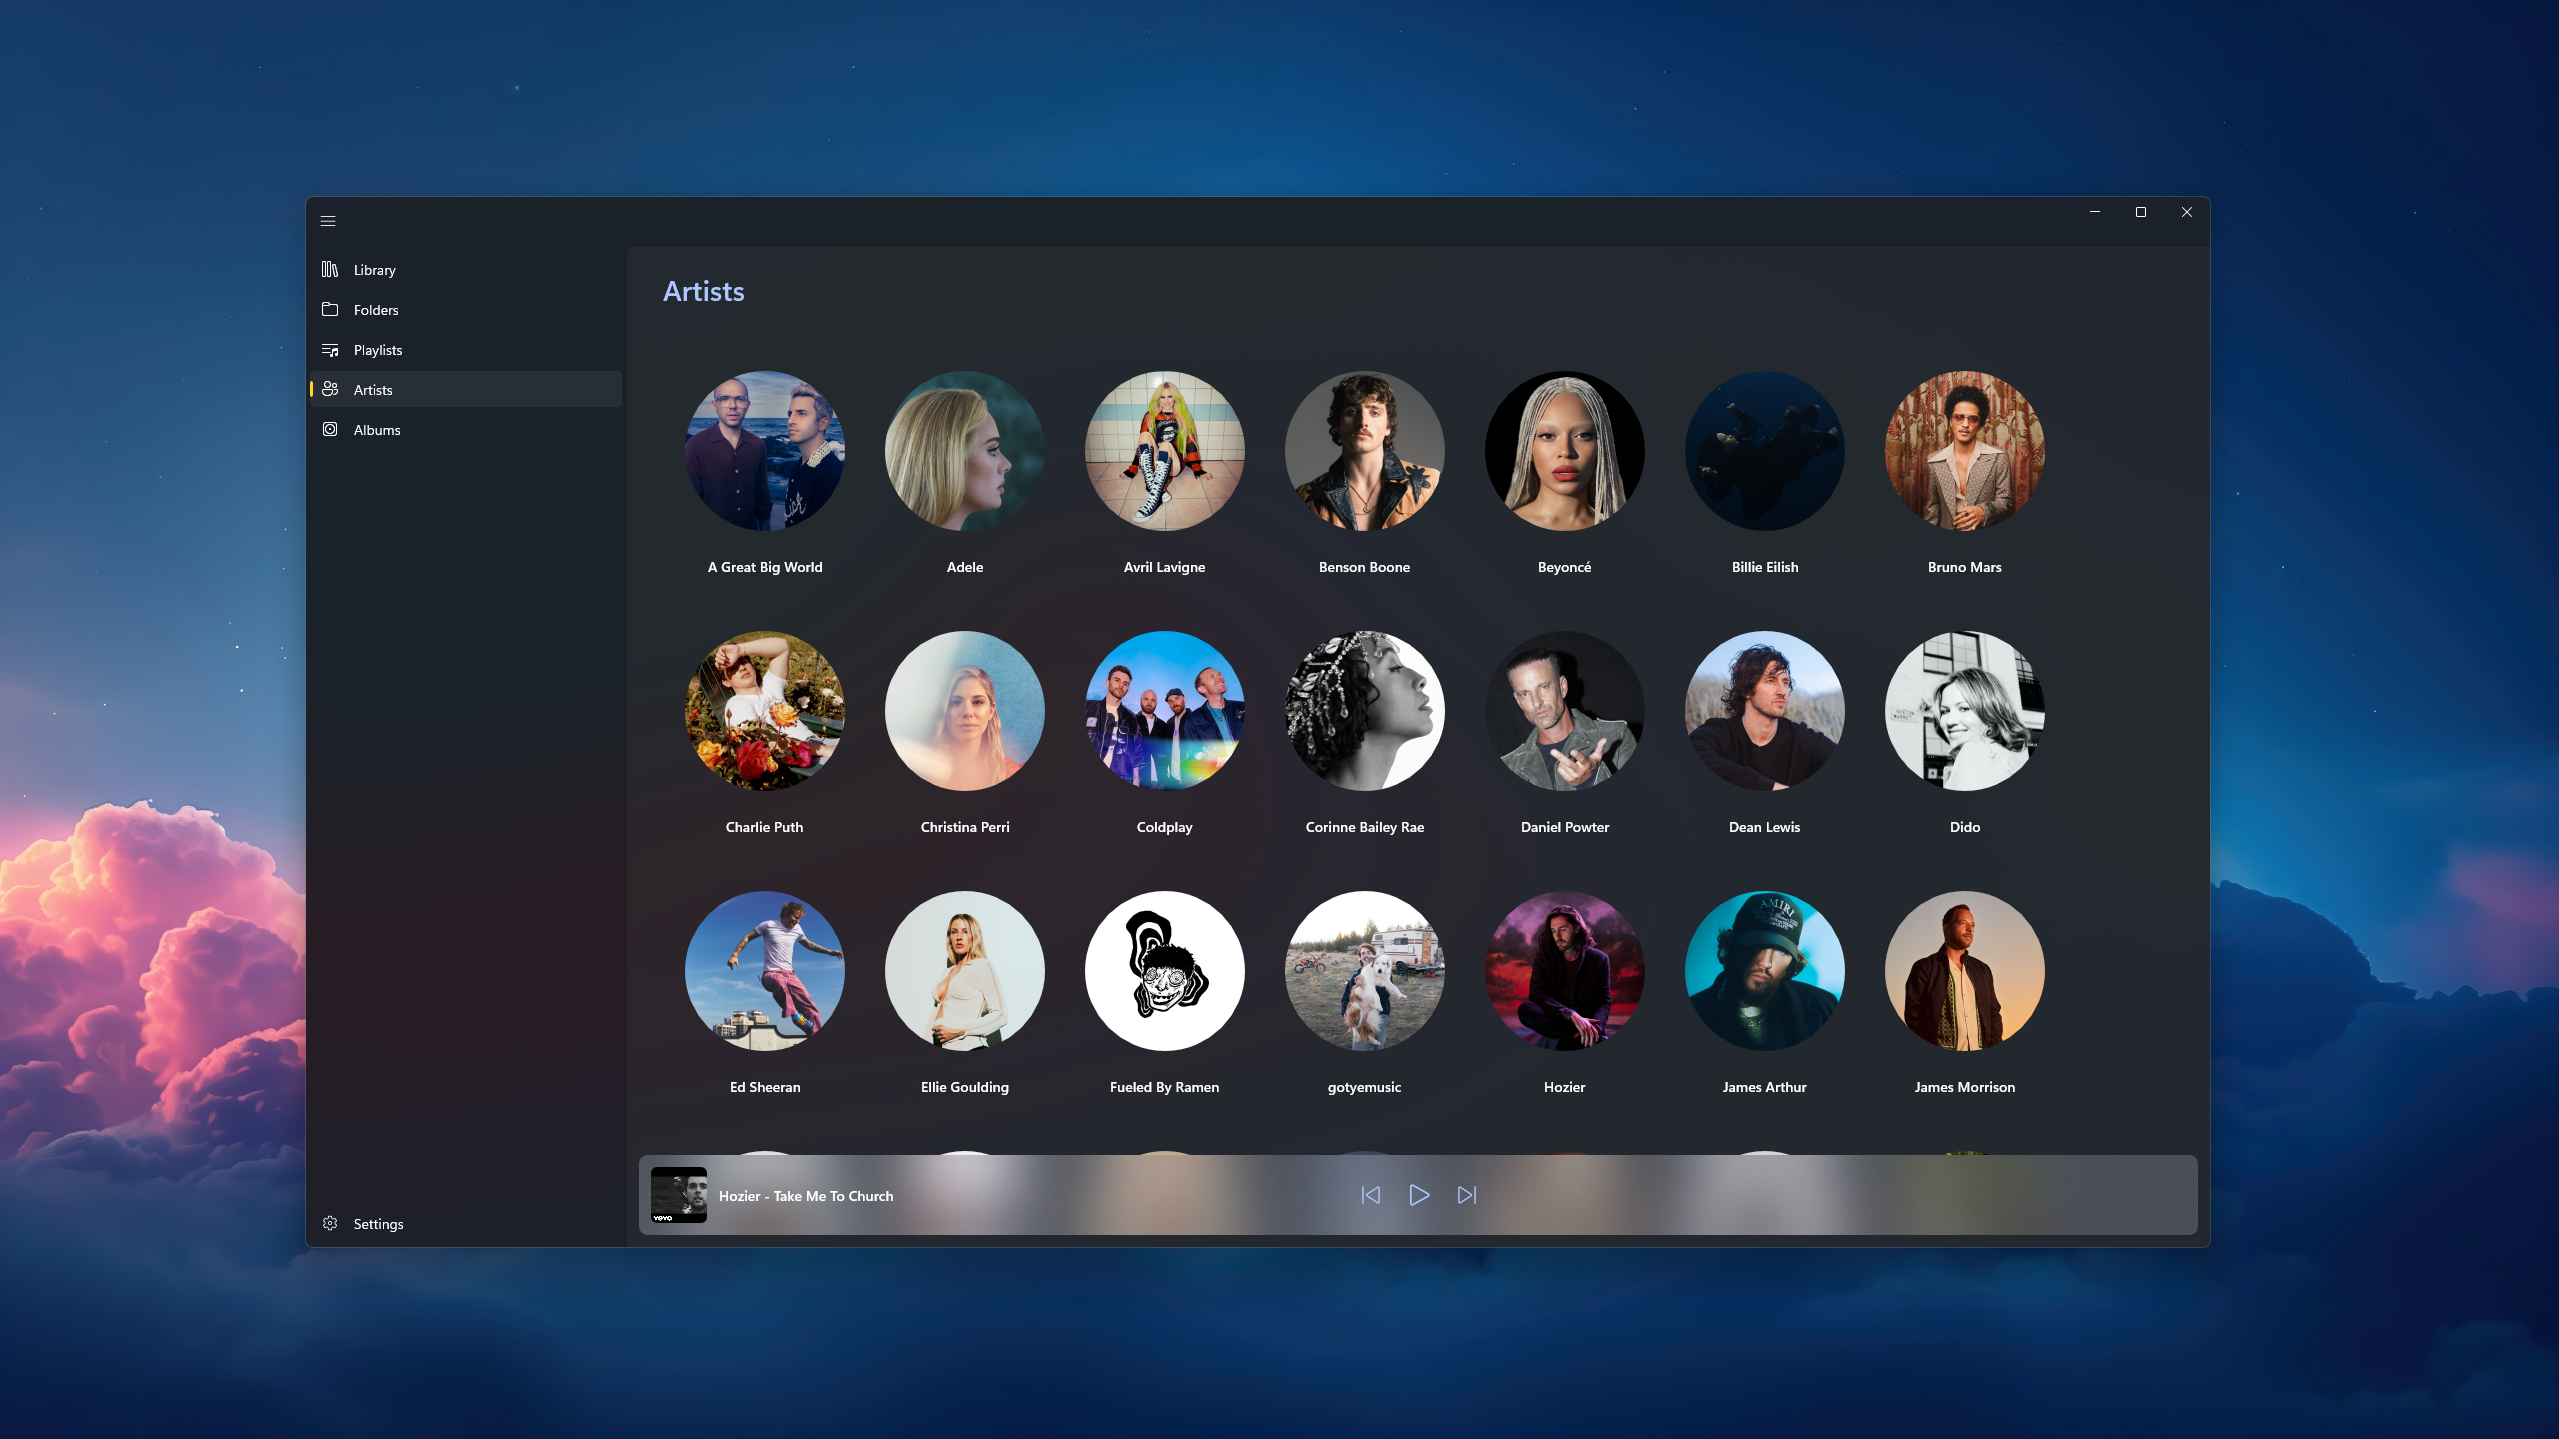 Library
Folders
Playlists
Artists
Albums
Settings
Artists
A Great Big World
Adele
Avril Lavigne
Benson Boone
Beyoncé
Billie Eilish
Bruno Mars
Charlie Puth
Christina Perri
Coldplay
Corinne Bailey Rae
Daniel Powter
Dean Lewis
Dido
AMIRI
Ed Sheeran
Ellie Goulding
Fueled By Ramen
gotyemusic
Hozier
James Arthur
James Morrison
vevo
Hozier - Take Me To Church